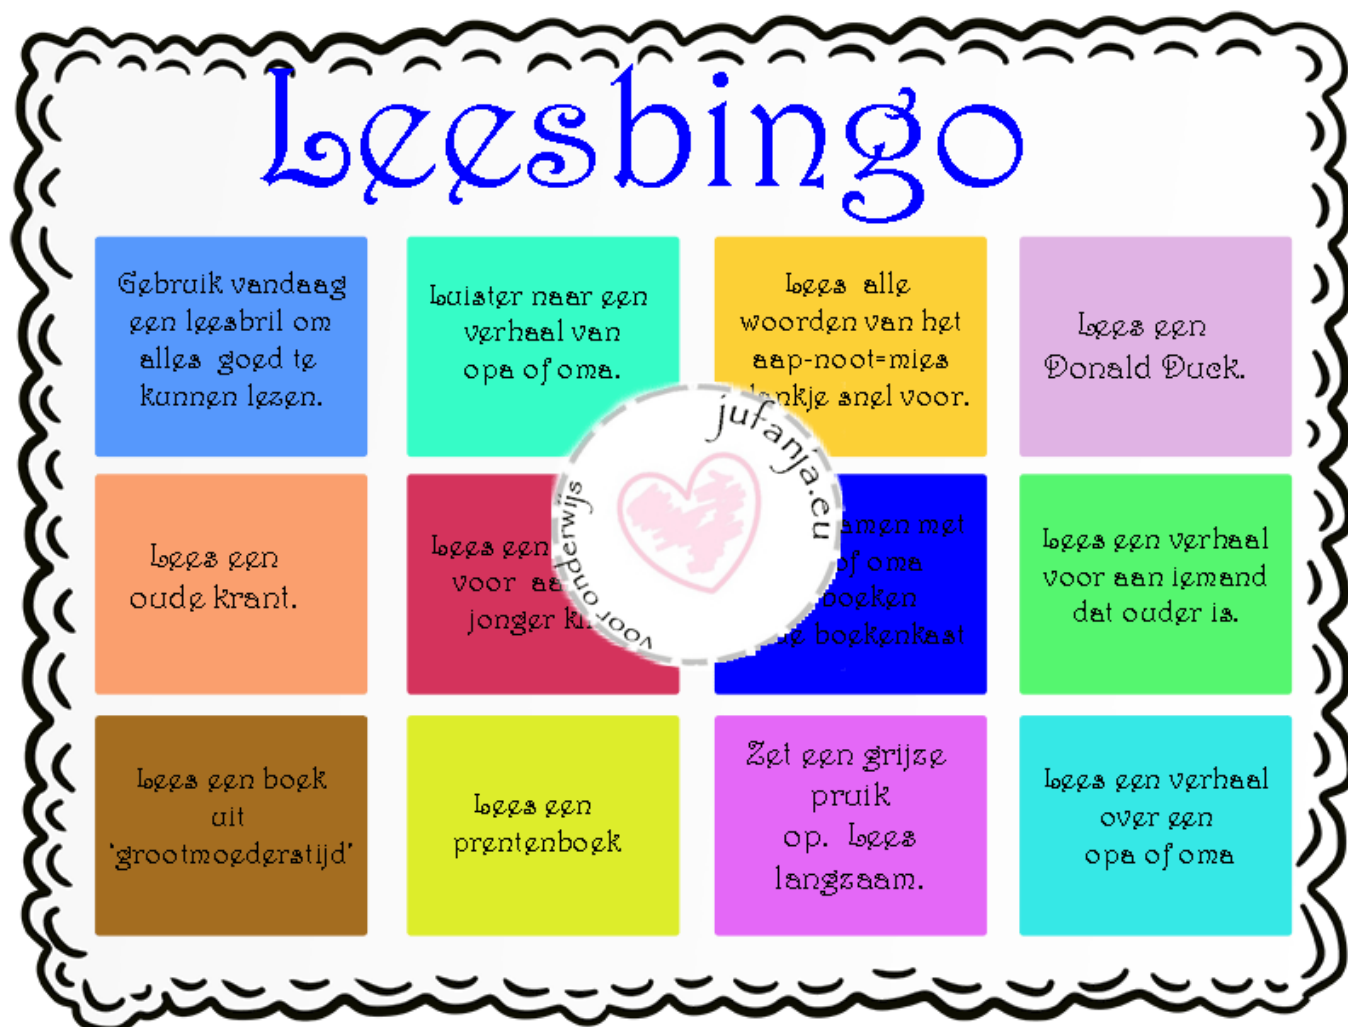 Leesbingo
Gebruik vandaag
een leesbril om
alles goed te
kunnen lezen.
Luister naar een
verhaal van
opa of oma.
Lees alle
woorden van het
aap-noot=mies
snel voor.
Lees een
Donald Duck.
Lees een
oude krant.
Lees een
voor
jonger
met
of oma
boeken
boekenkast
Lees een verhaal
voor aan iemand
dat ouder is.
jufanja.eu
voor onderwijs
Lees een boek
uit
'grootmoederstijd'
Lees een
prentenboek
Zet een grijze
pruik
op. Lees
langzaam.
Lees een verhaal
over een
opa of oma